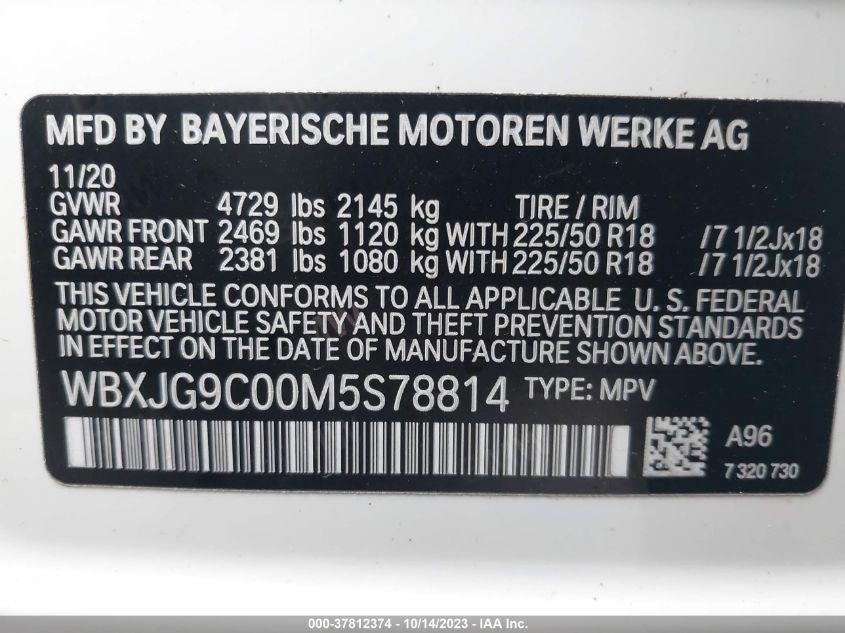 MFD BY BAYERISCHE MOTOREN WERKE AG
11/20
GVWR 4729 lbs 2145 kg TIRE / RIM
GAWR FRONT 2469 lbs 1120 kg WITH 225/50 R18 /7 1/2Jx18
GAWR REAR 2381 lbs 1080 kg WITH 225/50 R18 /7 1/2Jx18
THIS VEHICLE CONFORMS TO ALL APPLICABLE U. S. FEDERAL
MOTOR VEHICLE SAFETY AND THEFT PREVENTION STANDARDS
IN EFFECT ON THE DATE OF MANUFACTURE SHOWN ABOVE.
WBXJG9C00M5S78814 TYPE: MPV
A96
7 320 730
000-37812374 - 10/14/2023 - IAA Inc.